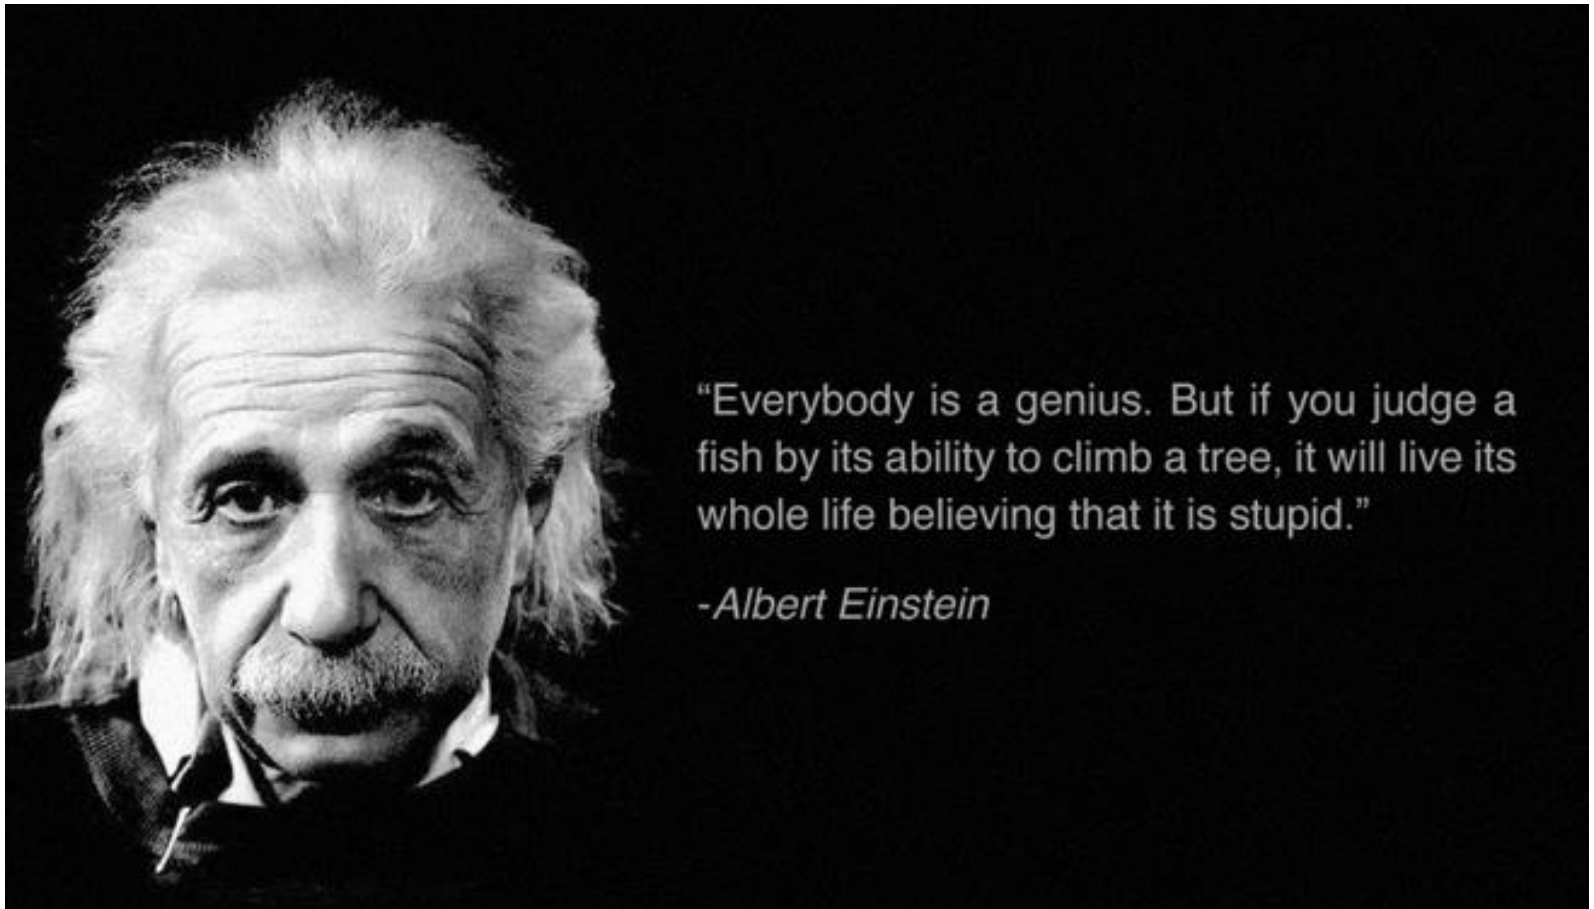 “Everybody is a genius. But if you judge a
fish by its ability to climb a tree, it will live its
whole life believing that it is stupid.”
-Albert Einstein